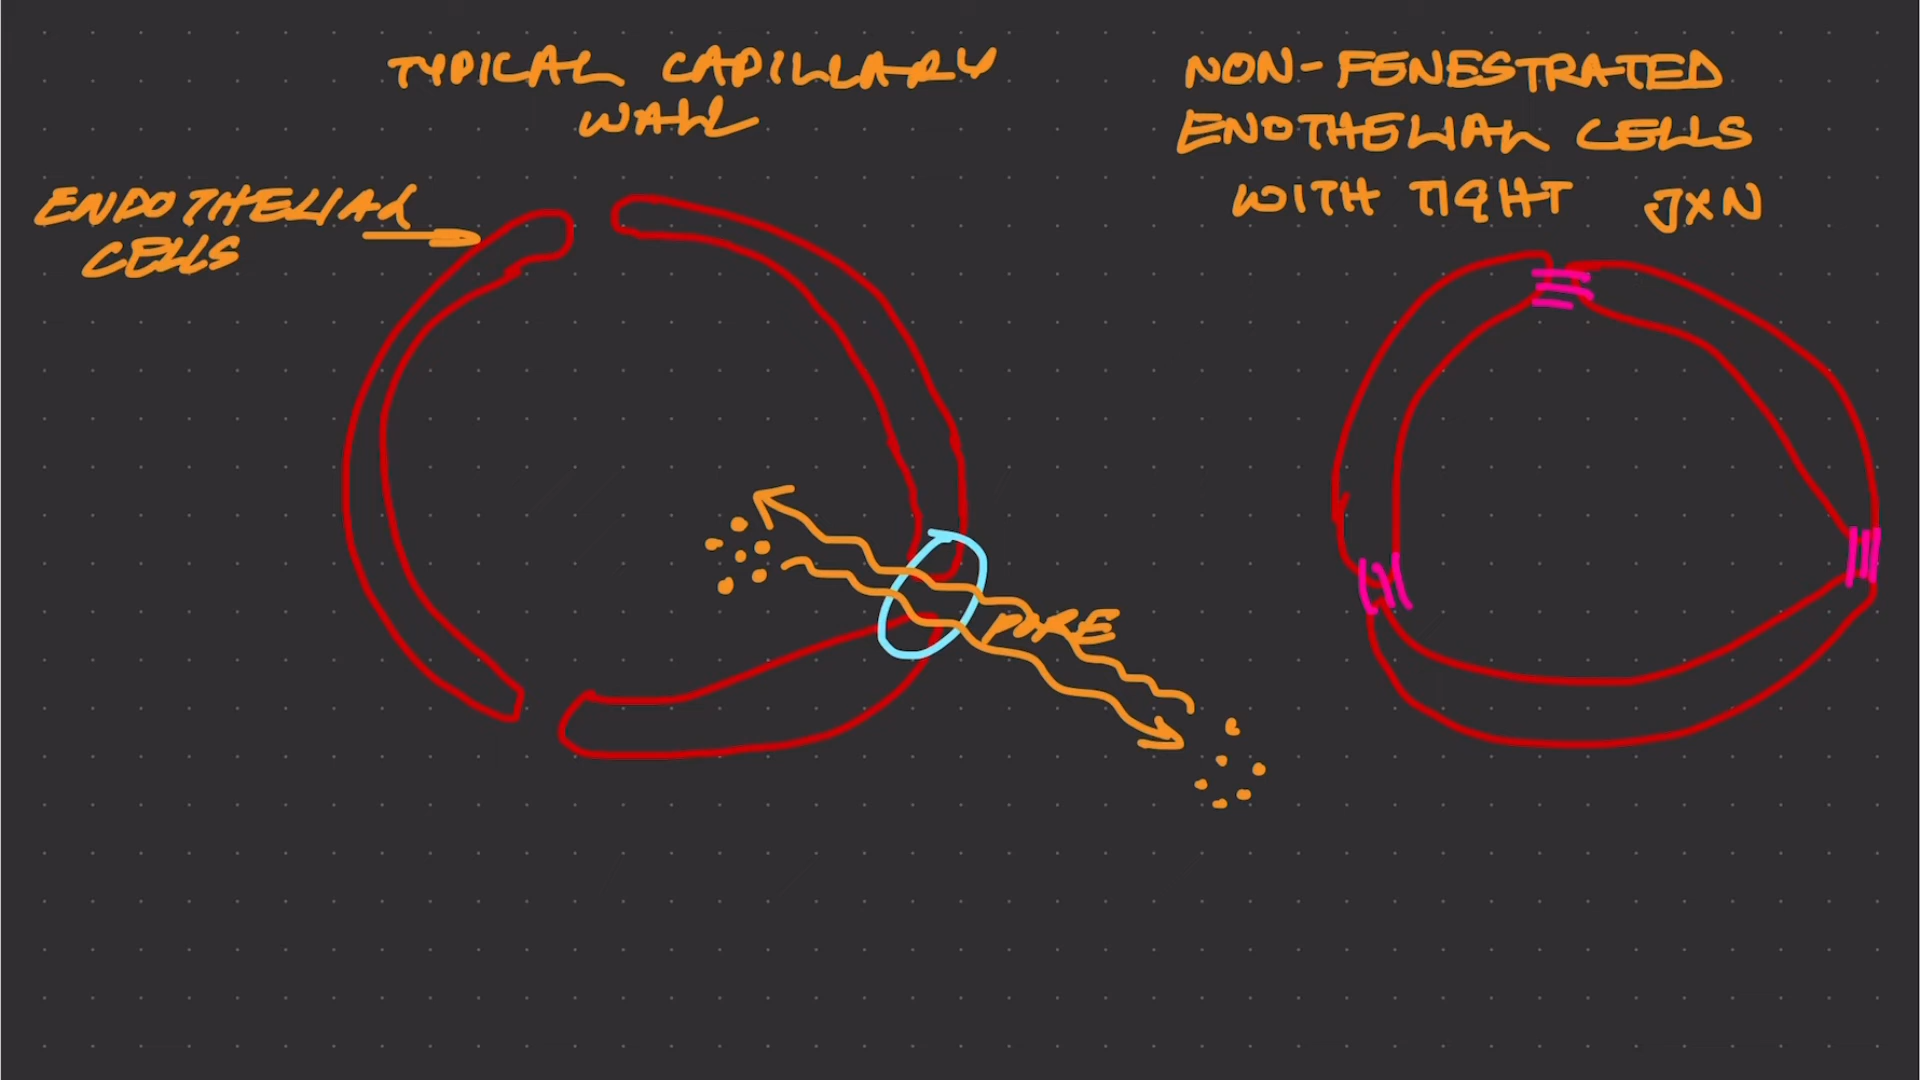 TYPICAL CAPILLARY
WALL
ENDOTHELIAL
CELLS
PORE
NON-FENESTRATED
ENOTHELIAL CELLS
WITH TIGHT JXN